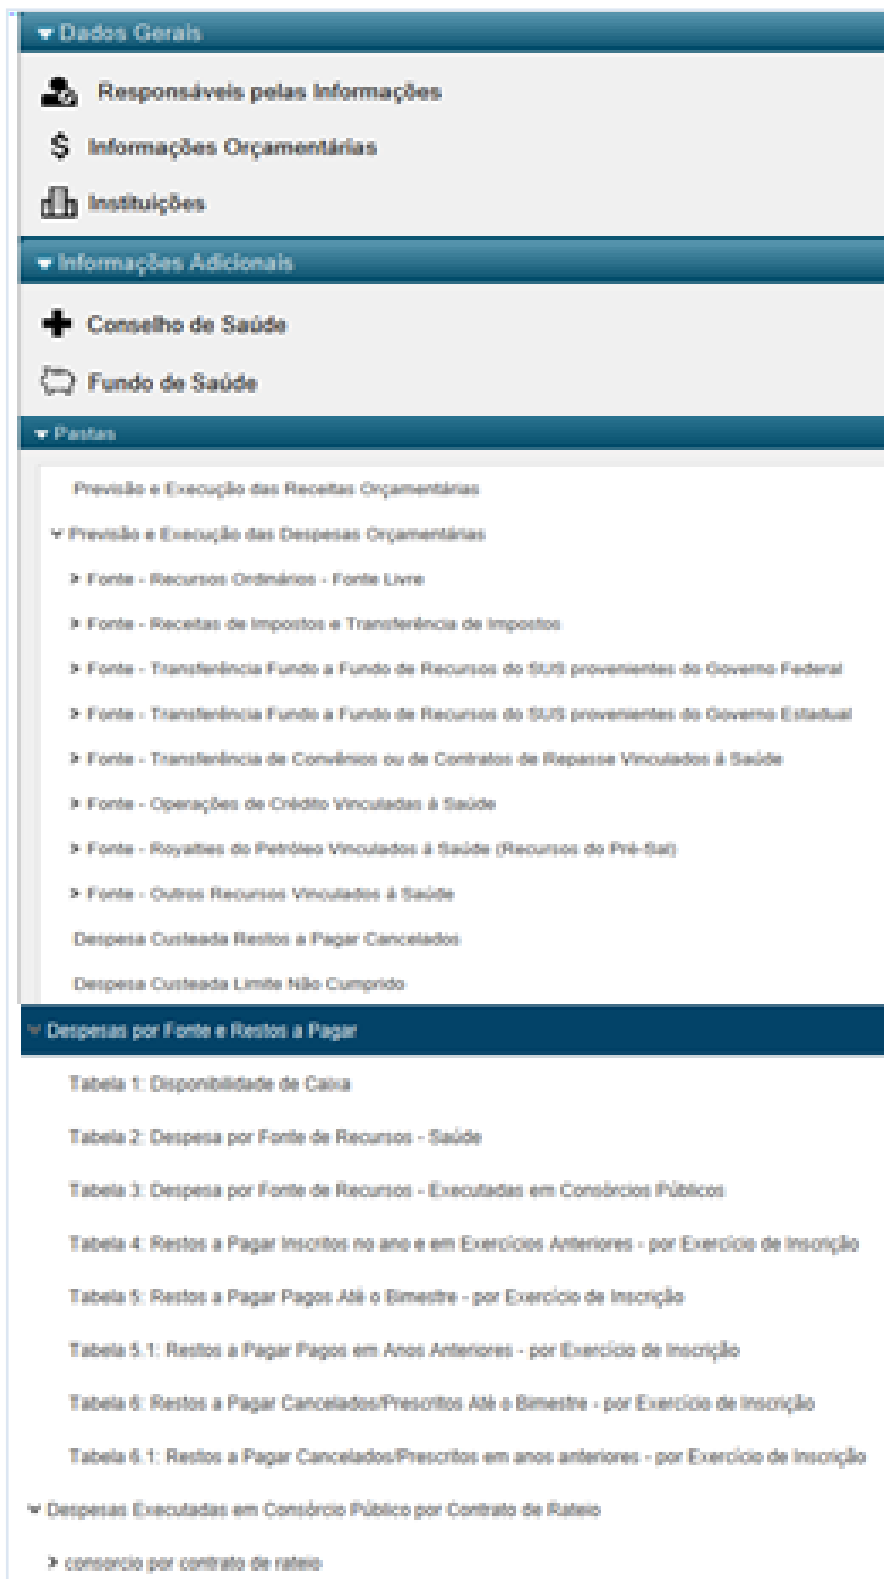 Dados Gerais
Responsáveis pelas Informações
Informações Orçamentárias
Instituições
Informações Adicionais
Conselho de Saúde
Fundo de Saúde
Pastas
Previsão e Execução das Receitas Orçamentárias
Previsão e Execução das Despesas Orçamentárias
Fonte - Recursos Ordinários - Fonte Livre
Fonte - Receitas de Impostos e Transferência de Impostos
Fonte - Transferência Fundo a Fundo de Recursos do SUS provenientes do Governo Federal
Fonte - Transferência Fundo a Fundo de Recursos do SUS provenientes do Governo Estadual
Fonte - Transferência de Convênios ou de Contratos de Repasse Vinculados á Saúde
Fonte - Operações de Crédito Vinculadas á Saúde
Fonte - Royalties do Petróleo Vinculados á Saúde (Recursos do Pré-Sal)
Fonte - Outros Recursos Vinculados á Saúde
Despesa Custeada Restos a Pagar Cancelados
Despesa Custeada Limite Não Cumprido
Despesas por Fonte e Restos a Pagar
Tabela 1: Disponibilidade de Caixa
Tabela 2: Despesa por Fonte de Recursos - Saúde
Tabela 3: Despesa por Fonte de Recursos - Executadas em Consórcios Públicos
Tabela 4: Restos a Pagar Inscritos no ano e em Exercícios Anteriores - por Exercício de Inscrição
Tabela 5: Restos a Pagar Pagos Até o Bimestre - por Exercício de Inscrição
Tabela 5.1: Restos a Pagar Pagos em Anos Anteriores - por Exercício de Inscrição
Tabela 6: Restos a Pagar Cancelados/Prescritos Até o Bimestre - por Exercício de Inscrição
Tabela 6.1: Restos a Pagar Cancelados/Prescritos em anos anteriores - por Exercício de Inscrição
Despesas Executadas em Consórcio Público por Contrato de Rateio
consorcio por contrato de rateio